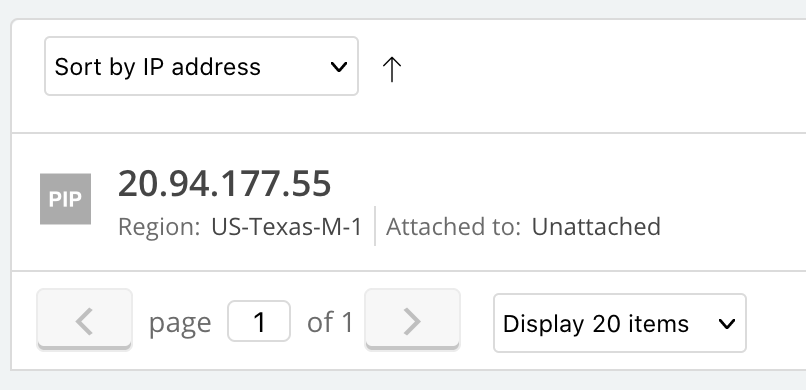 Sort by IP address
PIP
20.94.177.55
Region: US-Texas-M-1 Attached to: Unattached
page 1 of 1 Display 20 items